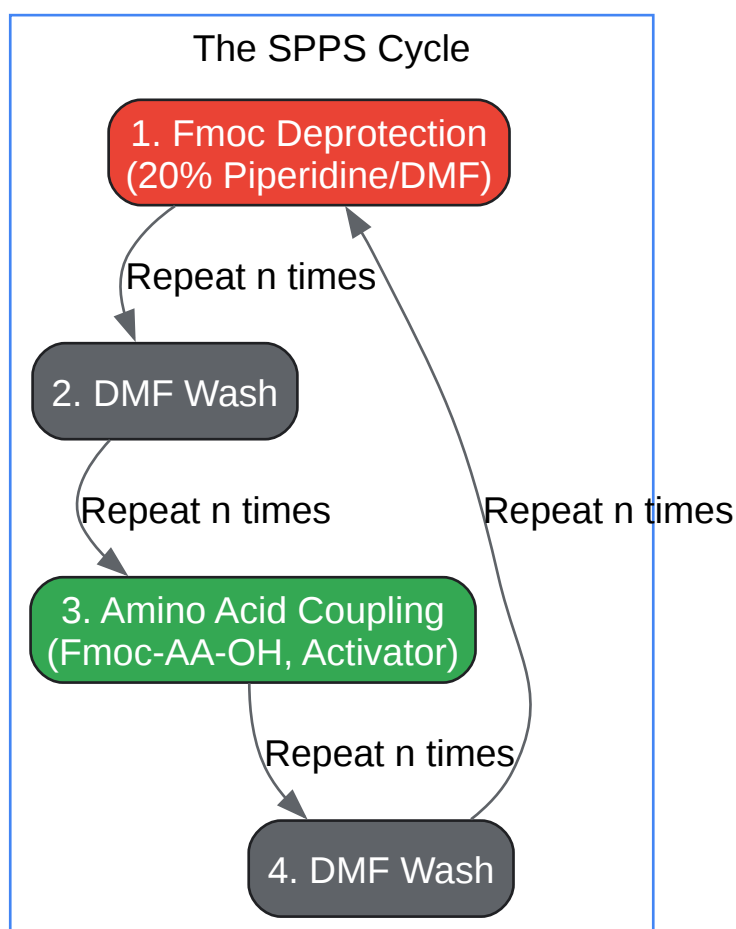 The SPPS Cycle
1. Fmoc Deprotection
(20% Piperidine/DMF)
Repeat n times
2. DMF Wash
Repeat n times
Repeat n times
3. Amino Acid Coupling
(Fmoc-AA-OH, Activator)
Repeat n times
4. DMF Wash